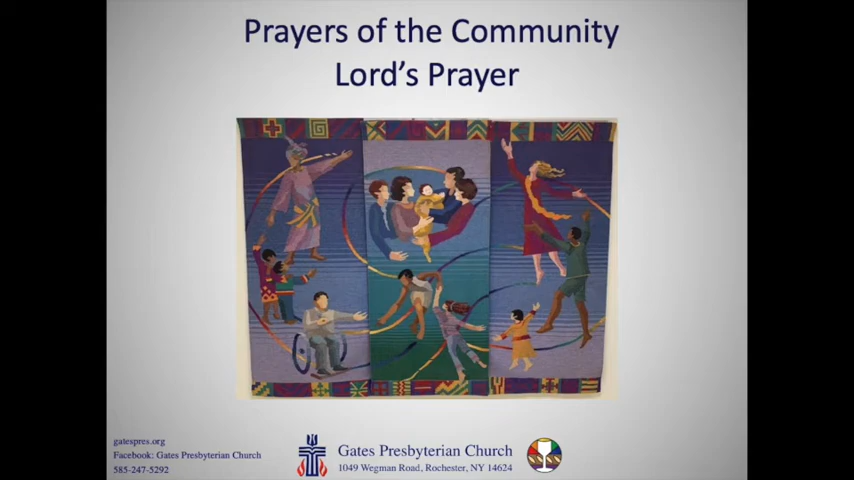 Prayers of the Community
Lord's Prayer
gatespres.org
Facebook: Gates Presbyterian Church
585-247-5292
Gates Presbyterian Church
1049 Wegman Road, Rochester, NY 14624